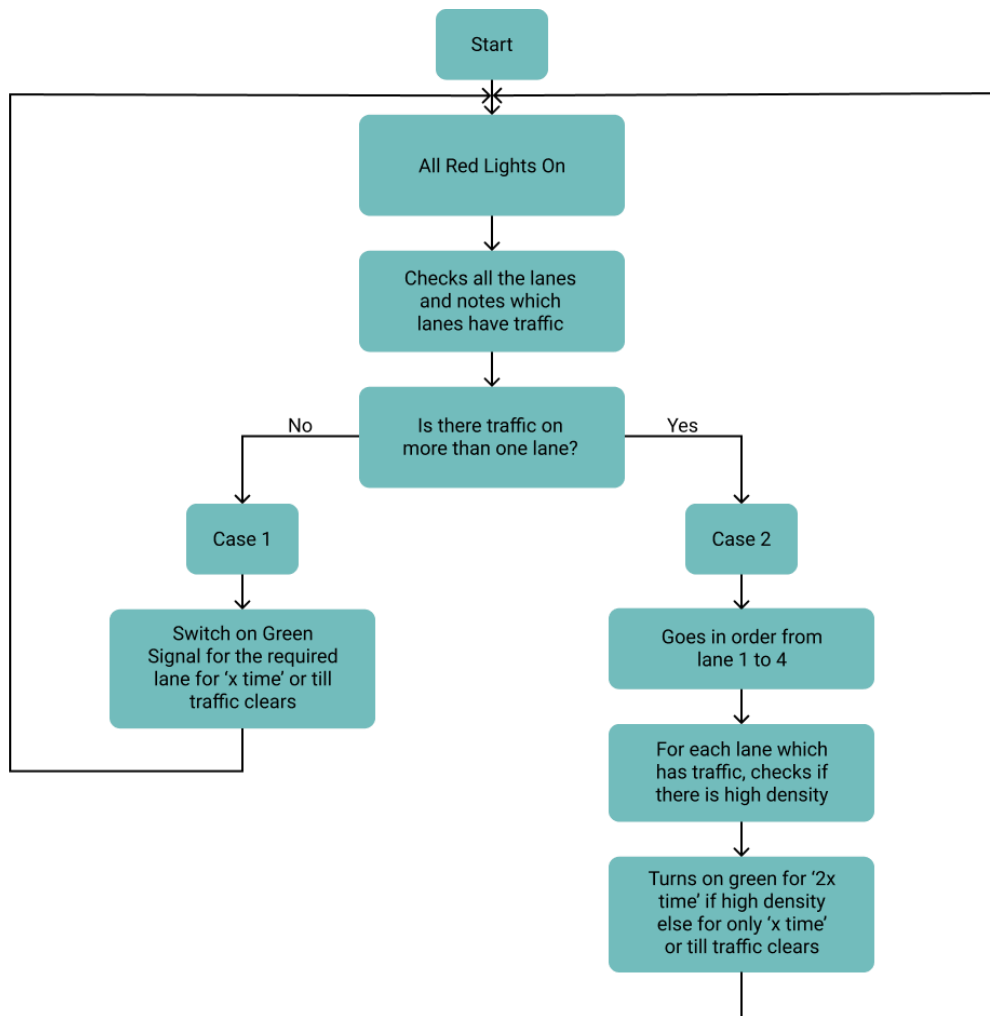 Start
All Red Lights On
Checks all the lanes
and notes which
lanes have traffic
Is there traffic on
more than one lane?
No
Yes
Case 1
Case 2
Switch on Green
Signal for the required
lane for ‘x time’ or till
traffic clears
Goes in order from
lane 1 to 4
For each lane which
has traffic, checks if
there is high density
Turns on green for ‘2x
time’ if high density
else for only ‘x time’
or till traffic clears